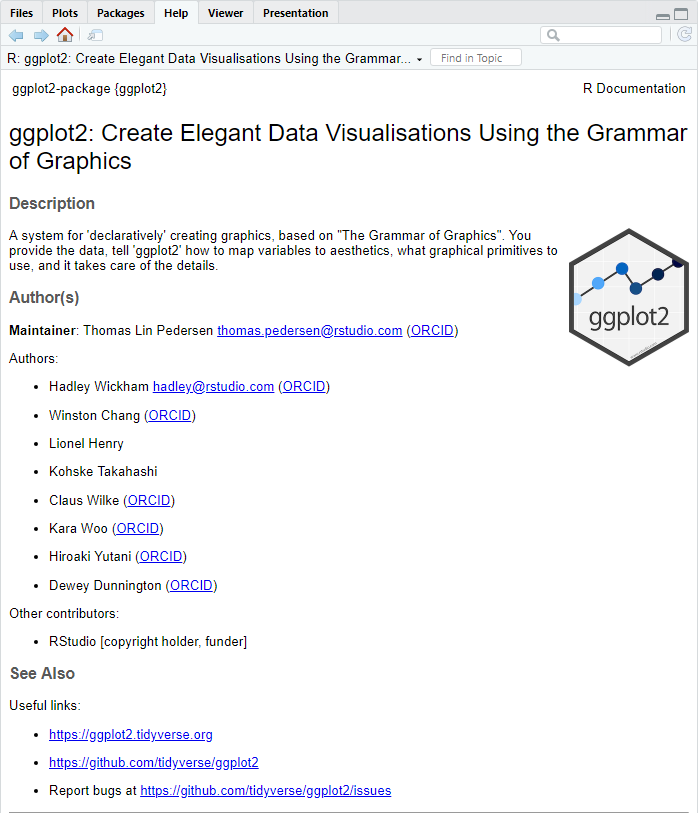 Files Plots Packages Help Viewer Presentation
R: ggplot2: Create Elegant Data Visualisations Using the Grammar... Find in Topic
ggplot2-package {ggplot2} R Documentation
ggplot2: Create Elegant Data Visualisations Using the Grammar
of Graphics
Description
A system for 'declaratively' creating graphics, based on "The Grammar of Graphics". You
provide the data, tell 'ggplot2' how to map variables to aesthetics, what graphical primitives to
use, and it takes care of the details.
ggplot2
Author(s)
Maintainer: Thomas Lin Pedersen thomas.pedersen@rstudio.com (ORCID)
Authors:
• Hadley Wickham hadley@rstudio.com (ORCID)
• Winston Chang (ORCID)
• Lionel Henry
• Kohske Takahashi
• Claus Wilke (ORCID)
• Kara Woo (ORCID)
• Hiroaki Yutani (ORCID)
• Dewey Dunnington (ORCID)
Other contributors:
• RStudio [copyright holder, funder]
See Also
Useful links:
• https://ggplot2.tidyverse.org
• https://github.com/tidyverse/ggplot2
• Report bugs at https://github.com/tidyverse/ggplot2/issues